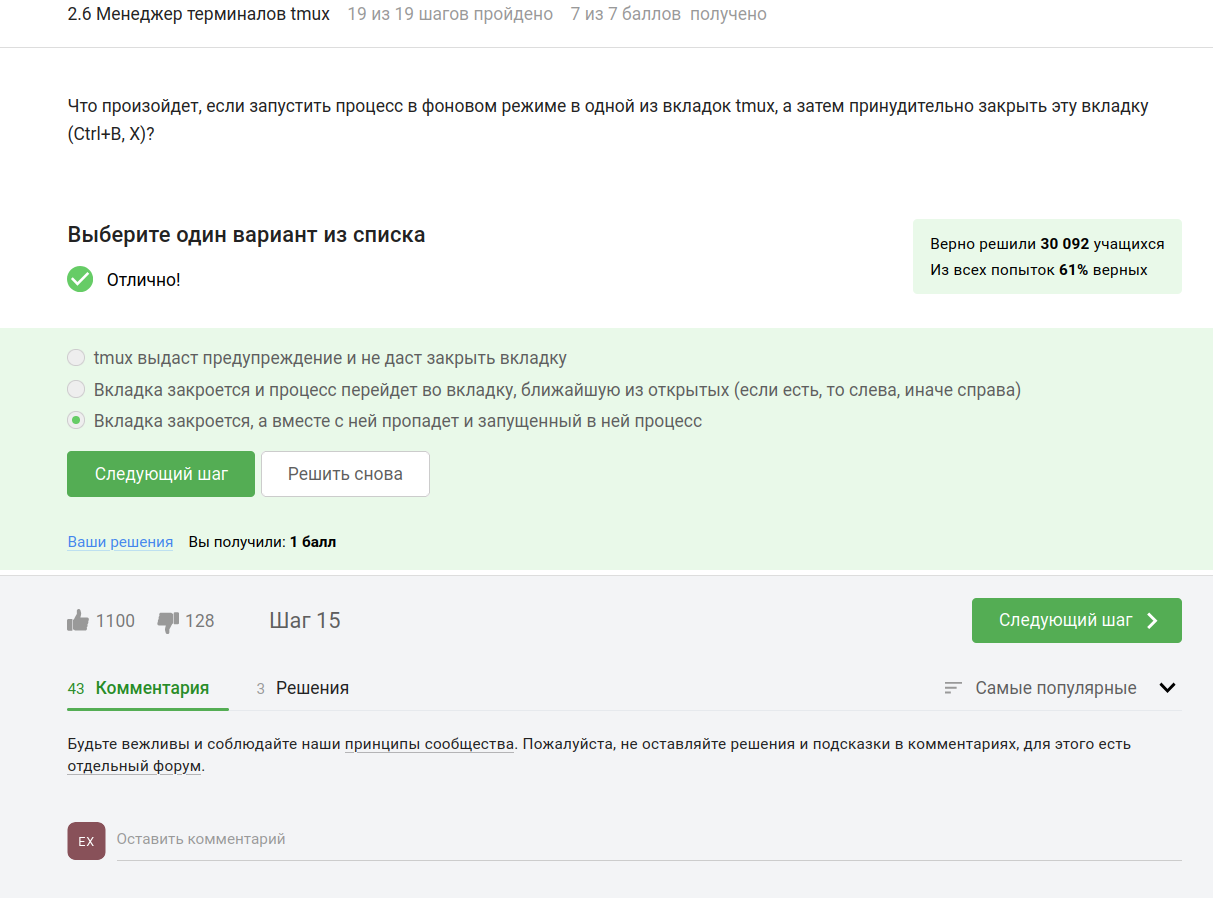 2.6 Менеджер терминалов tmux 19 из 19 шагов пройдено 7 из 7 баллов получено
Что произойдет, если запустить процесс в фоновом режиме в одной из вкладок tmux, а затем принудительно закрыть эту вкладку
(Ctrl+B, X)?
Выберите один вариант из списка
Отлично!
Верно решили 30 092 учащихся
Из всех попыток 61% верных
tmux выдаст предупреждение и не даст закрыть вкладку
Вкладка закроется и процесс перейдет во вкладку, ближайшую из открытых (если есть, то слева, иначе справа)
Вкладка закроется, а вместе с ней пропадет и запущенный в ней процесс
Следующий шаг Решить снова
Ваши решения Вы получили: 1 балл
1100 128 Шаг 15 Следующий шаг
43 Комментария 3 Решения Самые популярные
Будьте вежливы и соблюдайте наши принципы сообщества. Пожалуйста, не оставляйте решения и подсказки в комментариях, для этого есть
отдельный форум.
EX Оставить комментарий